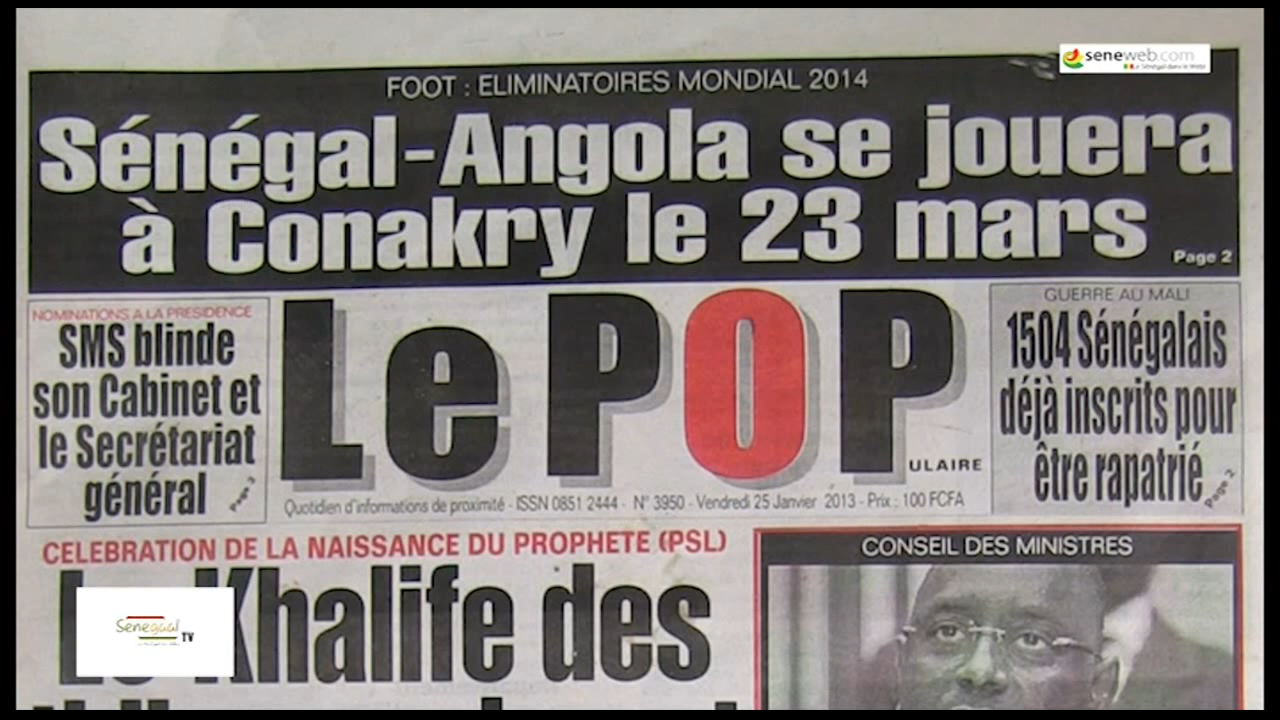 seneweb.com
FOOT : ELIMINATOIRES MONDIAL 2014
Sénégal-Angola se jouera
à Conakry le 23 mars
Page 2
NOMINATIONS A LA PRESIDENCE
SMS blinde
son Cabinet et
le Secrétariat
général
Le POP
ULAIRE
Quotidien d'informations de proximité - ISSN 0851 2444 - N° 3950 - Vendredi 25 Janvier 2013 - Prix : 100 FCFA
GUERRE AU MALI
1504 Sénégalais
déjà inscrits pour
être rapatrié
Page 2
CELEBRATION DE LA NAISSANCE DU PROPHETE (PSL)
Khalife des
CONSEIL DES MINISTRES
Senegaal TV